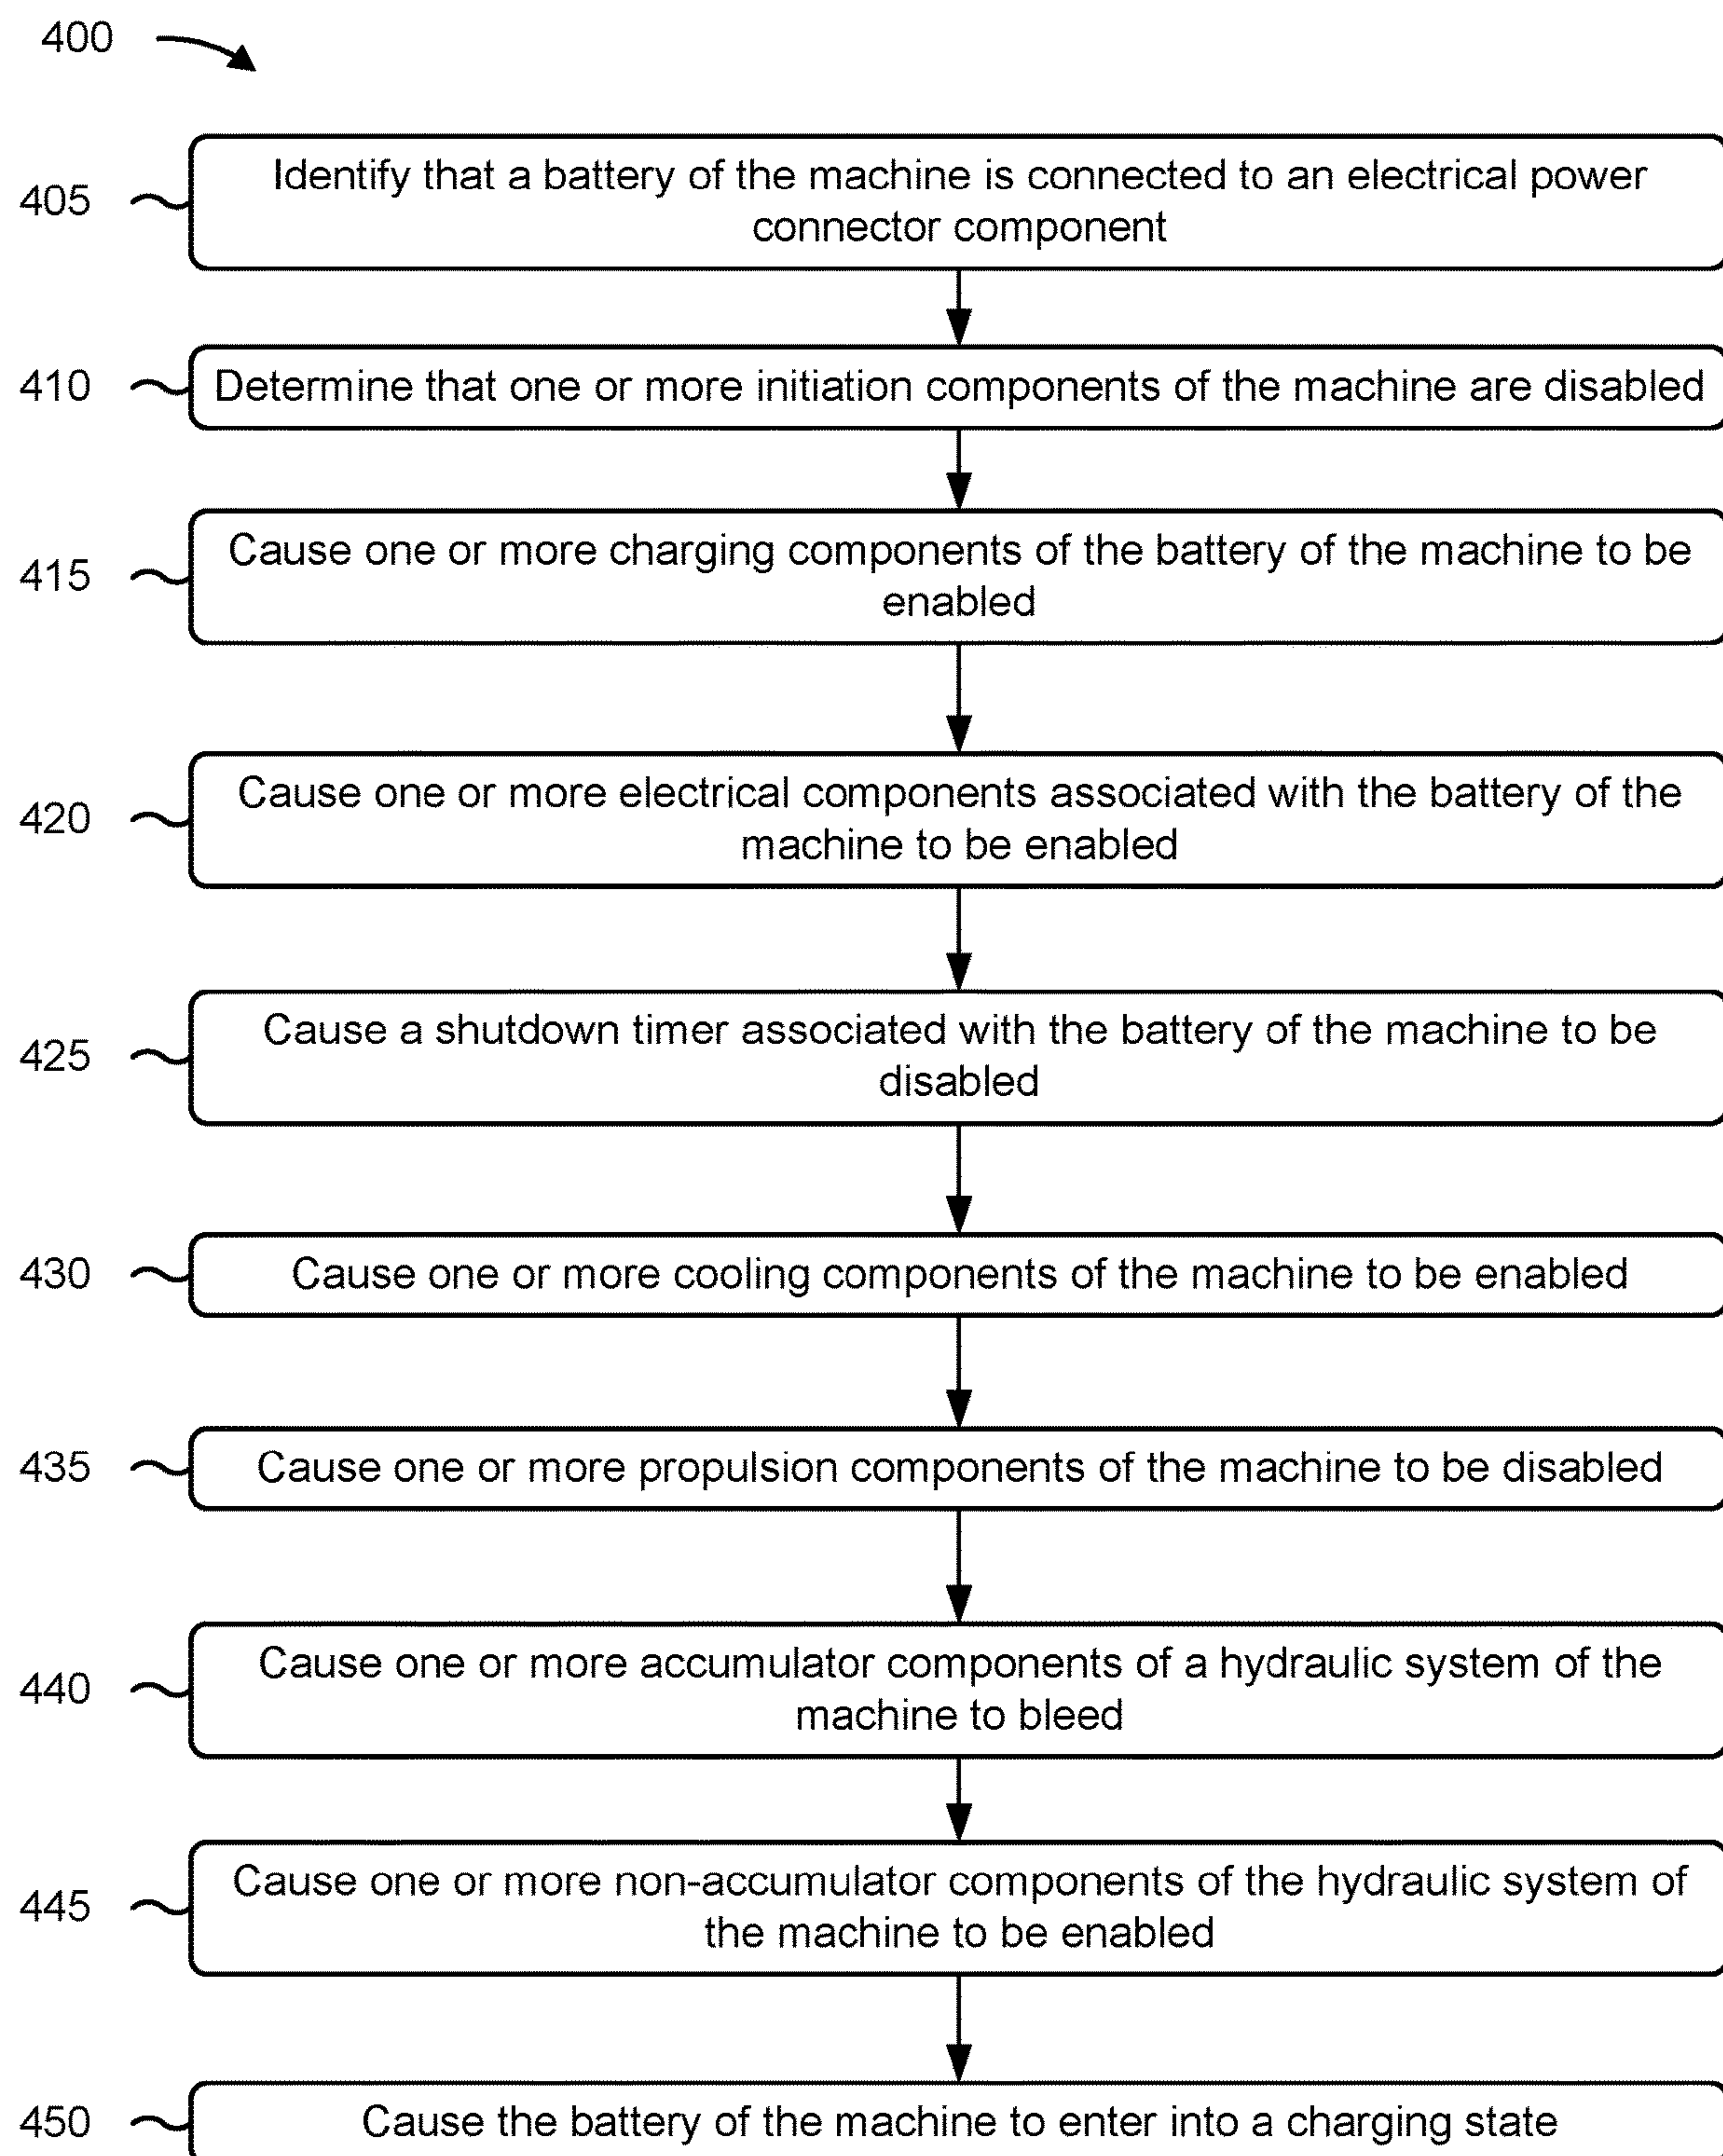 400
405
Identify that a battery of the machine is connected to an electrical power
connector component
410
Determine that one or more initiation components of the machine are disabled
415
Cause one or more charging components of the battery of the machine to be
enabled
420
Cause one or more electrical components associated with the battery of the
machine to be enabled
425
Cause a shutdown timer associated with the battery of the machine to be
disabled
430
Cause one or more cooling components of the machine to be enabled
435
Cause one or more propulsion components of the machine to be disabled
440
Cause one or more accumulator components of a hydraulic system of the
machine to bleed
445
Cause one or more non-accumulator components of the hydraulic system of
the machine to be enabled
450
Cause the battery of the machine to enter into a charging state